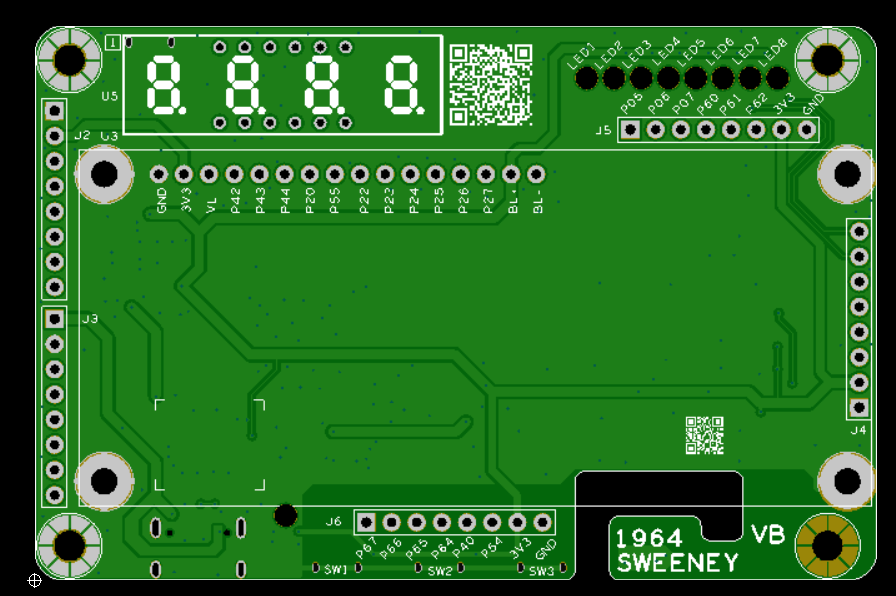 1
8. 8. 8. 8.
U5
LED1 LED2 LED3 LED4 LED5 LED6 LED7 LED8
P05 P06 P07 P60 P61 P62 3V3 GND
J5
J2 U3
GND 3V3 VL P42 P43 P44 P20 P55 P22 P23 P24 P25 P26 P27 BL+ BL-
J3
J4
J6
P67 P66 P65 P64 P40 P54 3V3 GND
SW1 SW2 SW3
1964 VB
SWEENEY